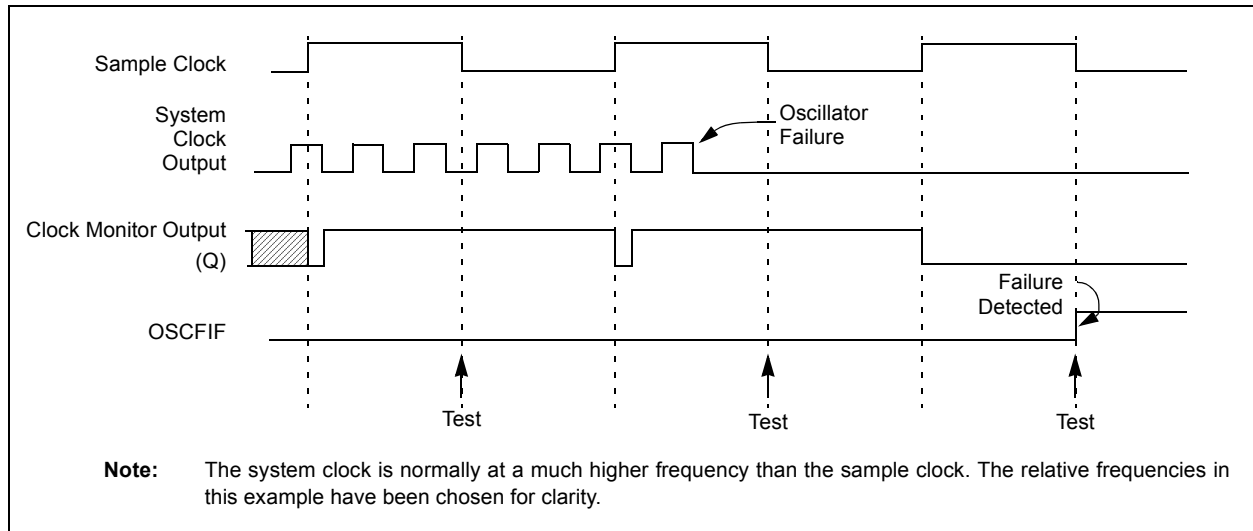 Sample Clock
System
Clock
Output
Oscillator
Failure
Clock Monitor Output
(Q)
Failure
Detected
OSCFIF
Test
Test
Test
Note: The system clock is normally at a much higher frequency than the sample clock. The relative frequencies in
this example have been chosen for clarity.